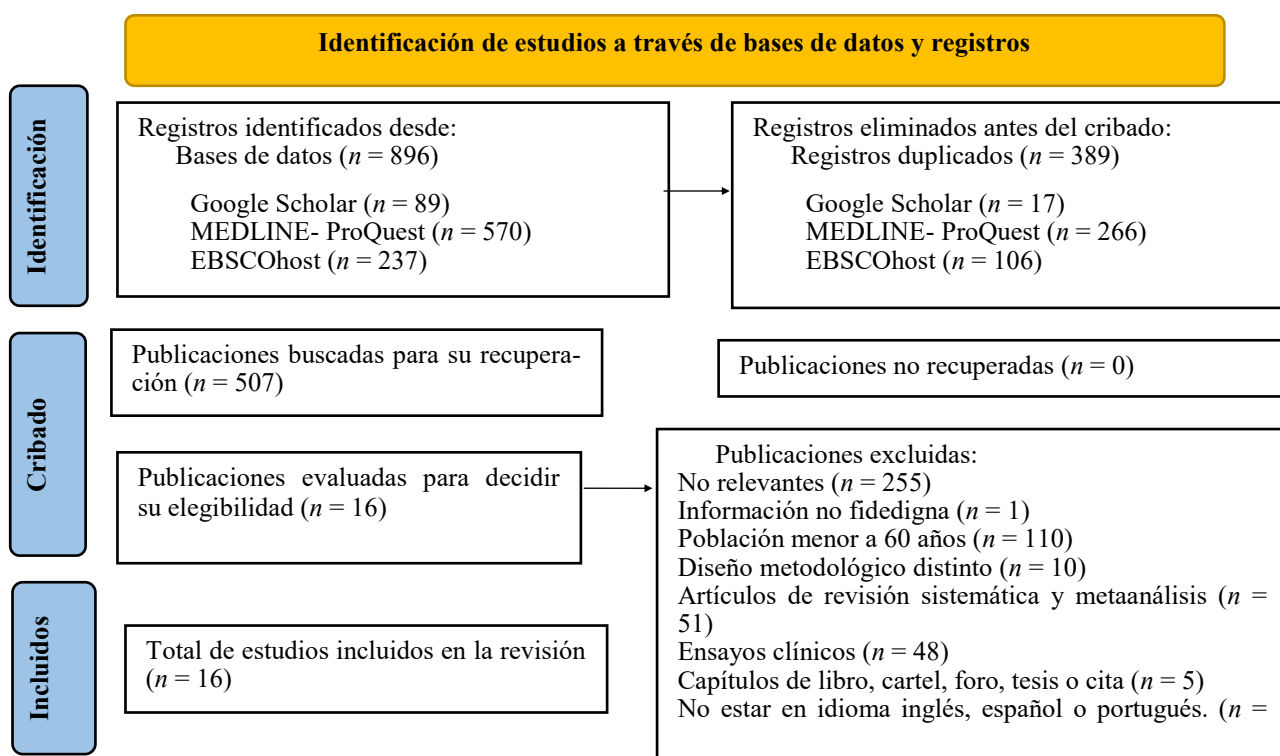 Identificación de estudios a través de bases de datos y registros
Identificación
Registros identificados desde:
Bases de datos (n = 896)
Google Scholar (n = 89)
MEDLINE- ProQuest (n = 570)
EBSCOhost (n = 237)
Registros eliminados antes del cribado:
Registros duplicados (n = 389)
Google Scholar (n = 17)
MEDLINE- ProQuest (n = 266)
EBSCOhost (n = 106)
Cribado
Publicaciones buscadas para su recupera-
ción (n = 507)
Publicaciones no recuperadas (n = 0)
Publicaciones evaluadas para decidir
su elegibilidad (n = 16)
Publicaciones excluidas:
No relevantes (n = 255)
Información no fidedigna (n = 1)
Población menor a 60 años (n = 110)
Diseño metodológico distinto (n = 10)
Artículos de revisión sistemática y metaanálisis (n =
51)
Ensayos clínicos (n = 48)
Capítulos de libro, cartel, foro, tesis o cita (n = 5)
No estar en idioma inglés, español o portugués. (n =
Incluidos
Total de estudios incluidos en la revisión
(n = 16)